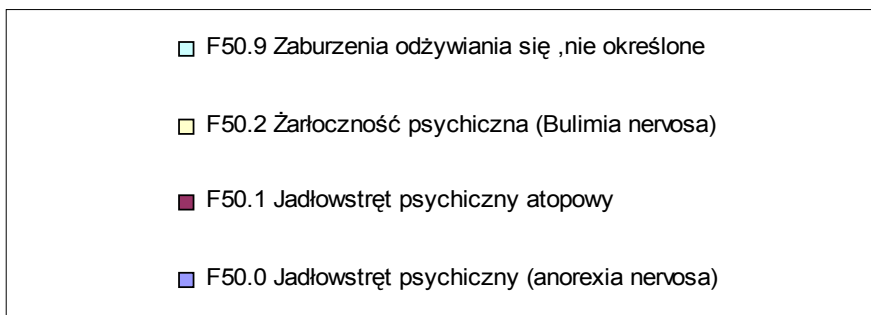 F50.9 Zaburzenia odżywiania się ,nie określone
F50.2 Żarłoczność psychiczna (Bulimia nervosa)
F50.1 Jadłowstręt psychiczny atopowy
F50.0 Jadłowstręt psychiczny (anorexia nervosa)